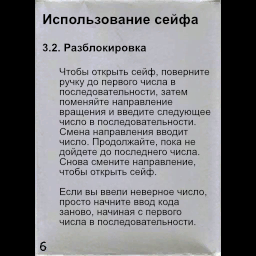 Использование сейфа
3.2. Разблокировка
Чтобы открыть сейф, поверните
ручку до первого числа в
последовательности, затем
поменяйте направление
вращения и введите следующее
число в последовательности.
Смена направления вводит
число. Продолжайте, пока не
дойдете до последнего числа.
Снова смените направление,
чтобы открыть сейф.
Если вы ввели неверное число,
просто начните ввод кода
заново, начиная с первого
числа в последовательности.
6